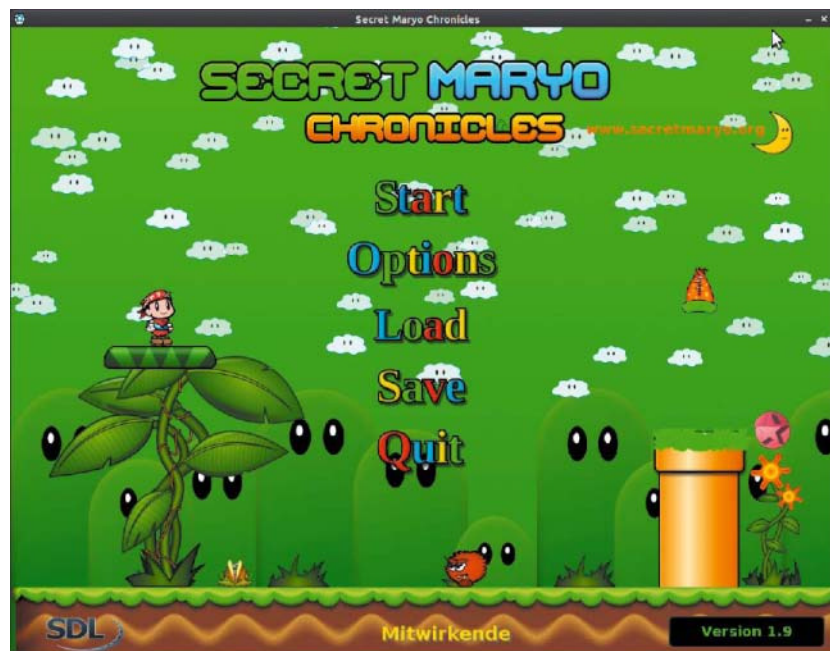 Secret Maryo Chronicles
SECRET MARYO
CHRONICLES
www.secretmaryo.org
Start
Options
Load
Save
Quit
SDL
Mitwirkende
Version 1.9